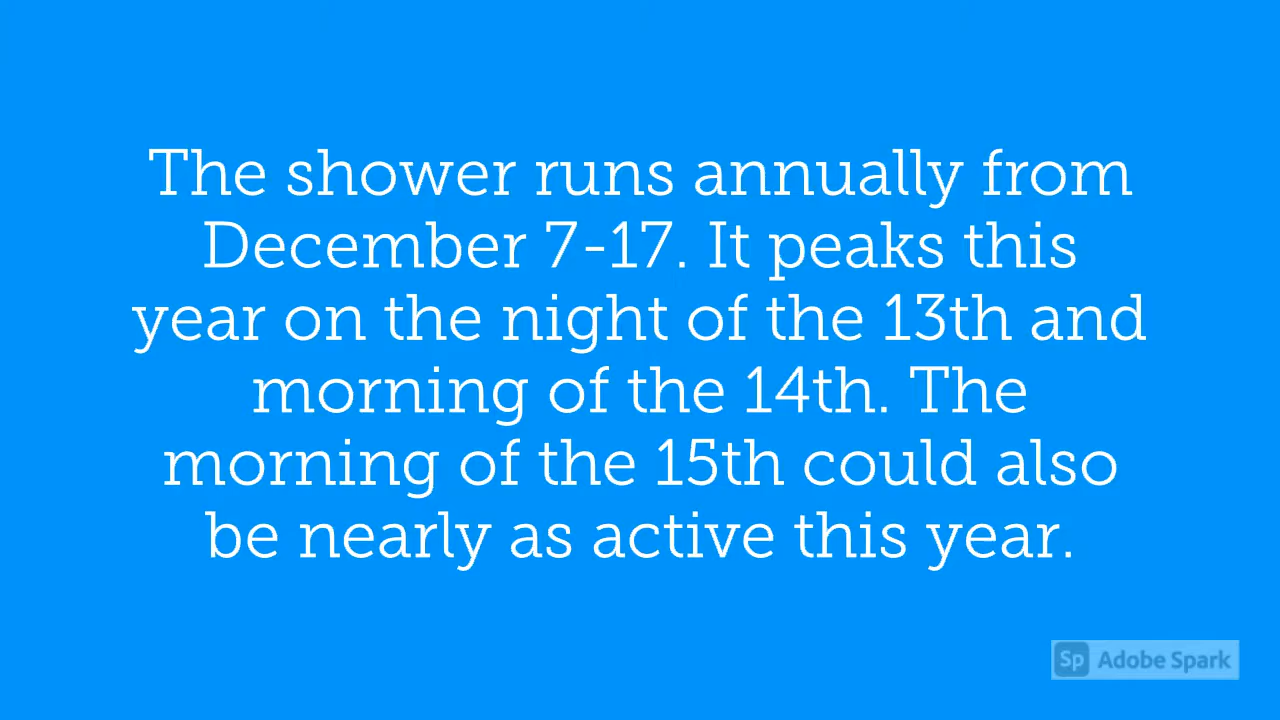 The shower runs annually from
December 7-17. It peaks this
year on the night of the 13th and
morning of the 14th. The
morning of the 15th could also
be nearly as active this year.
Sp Adobe Spark